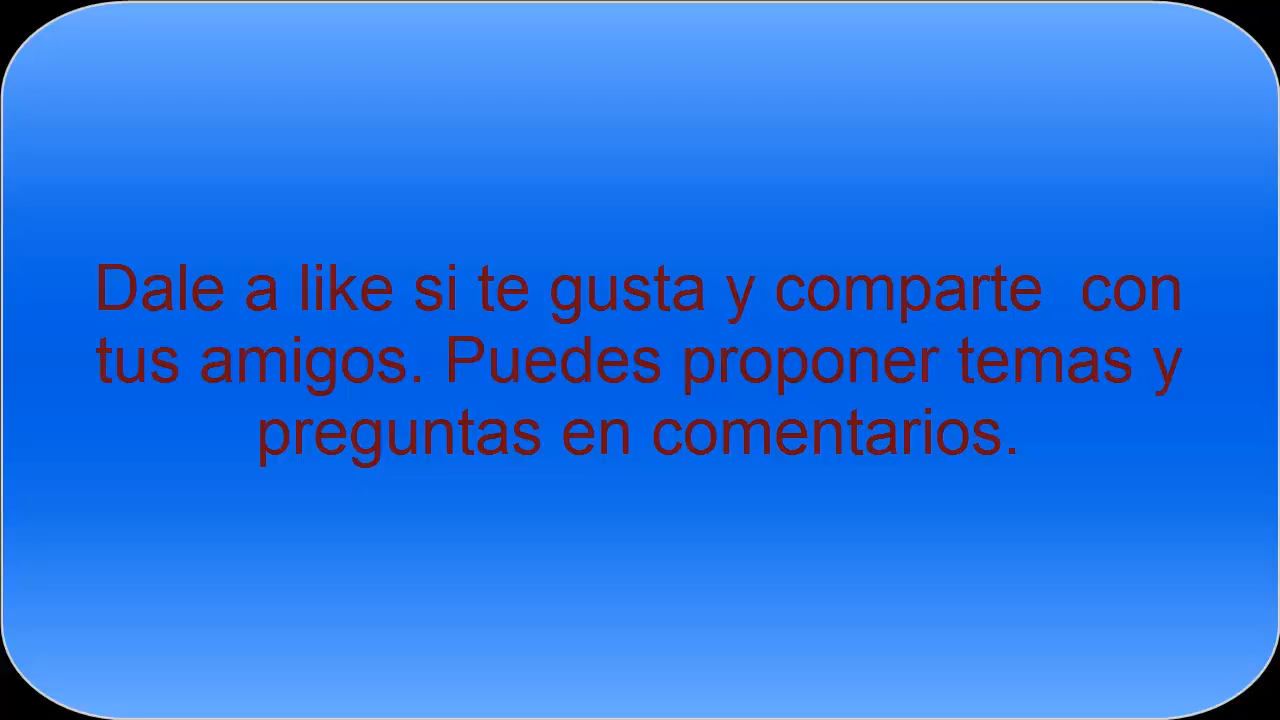 Dale a like si te gusta y comparte  con
tus amigos. Puedes proponer temas y
preguntas en comentarios.